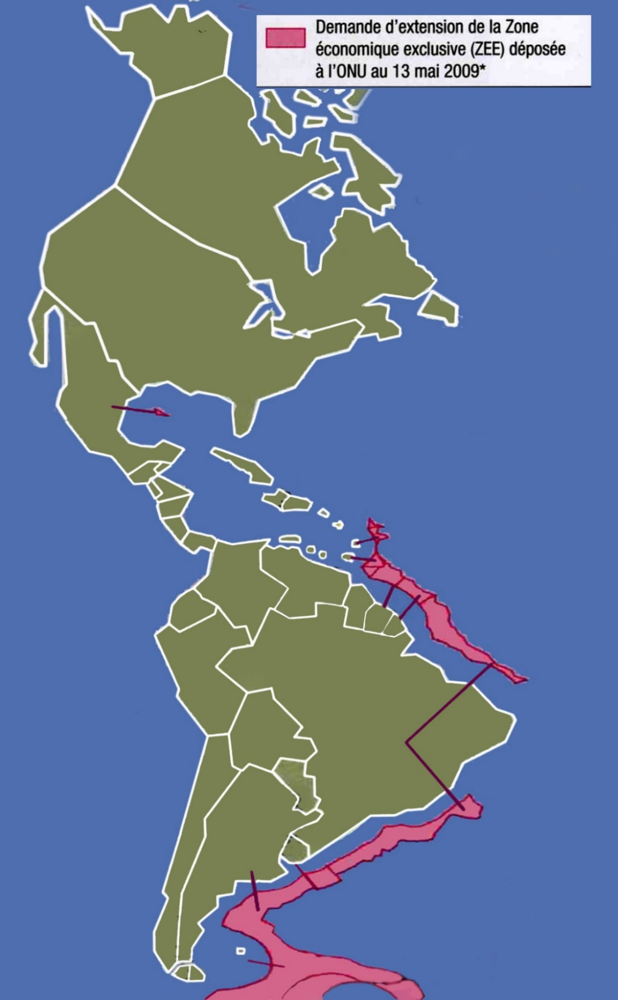 Demande d’extension de la Zone
économique exclusive (ZEE) déposée
à l’ONU au 13 mai 2009*